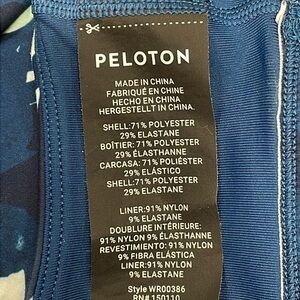 PELOTON
MADE IN CHINA
FABRIQUÉ EN CHINE
HECHO EN CHINA
HERGESTELLT IN CHINA.
SHELL:71% POLYESTER
29% ELASTANE
BOÎTIER: 71% POLYESTER
29% ÉLASTHANNE
CARCASA: 71% POLIÉSTER
29% ELÁSTICO
SHELL:71% POLYESTER
29% ELASTANE
LINER:91% NYLON
9% ELASTANE
DOUBLURE INTÉRIEURE:
91% NYLON 9% ÉLASTHANNE
REVESTIMIENTO: 91% NYLON
9% FIBRA ELÁSTICA
LINER:91% NYLON
9% ELASTANE
Style WR00386
RN# 150110